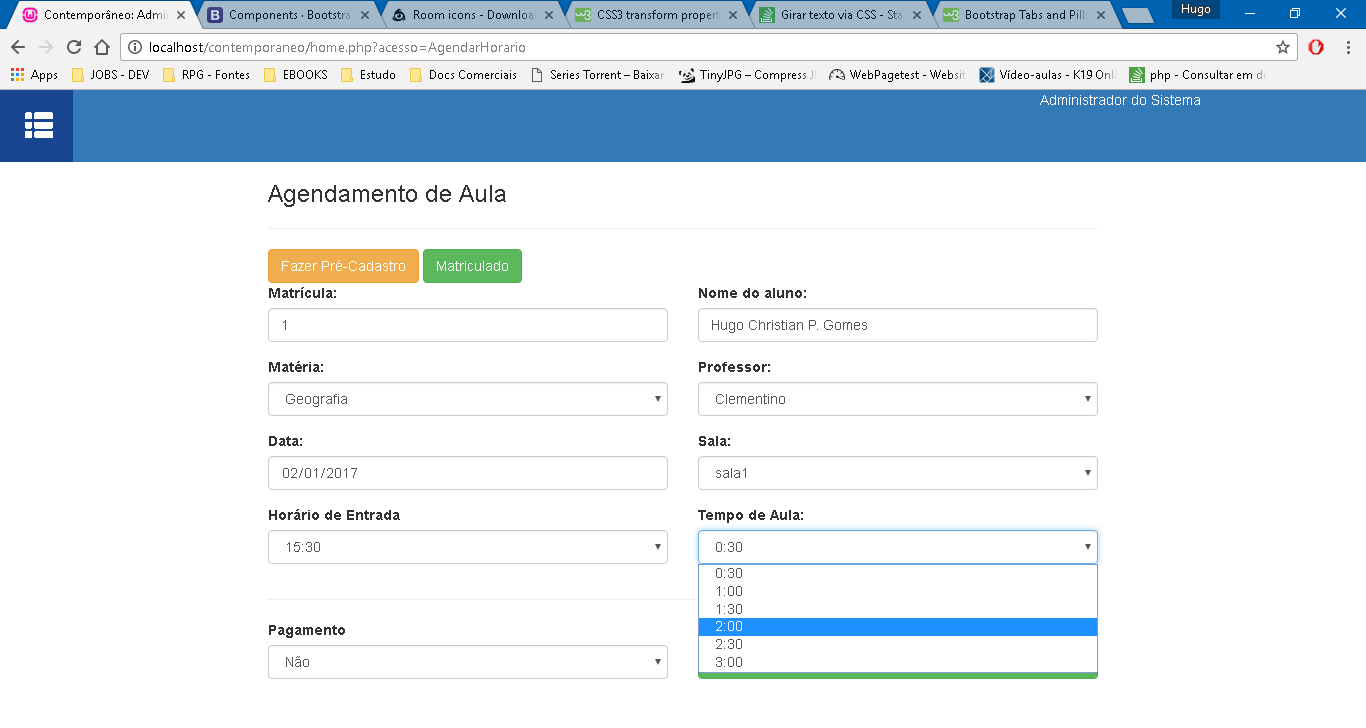 Contemporâneo: Admi
Components · Bootstra
Room icons - Downloa
CSS3 transform propert
Girar texto via CSS - Sta
Bootstrap Tabs and Pill
Hugo
localhost/contemporaneo/home.php?acesso=AgendarHorario
Apps
JOBS - DEV
RPG - Fontes
EBOOKS
Estudo
Docs Comerciais
Series Torrent – Baixar
TinyJPG – Compress J
WebPagetest - Websit
Vídeo-aulas - K19 Onli
php - Consultar em du
Administrador do Sistema
Agendamento de Aula
Fazer Pré-Cadastro
Matriculado
Matrícula:
Nome do aluno:
1
Hugo Christian P. Gomes
Matéria:
Professor:
Geografia
Clementino
Data:
Sala:
02/01/2017
sala1
Horário de Entrada
Tempo de Aula:
15:30
0:30
0:30
1:00
1:30
2:00
2:30
3:00
Pagamento
Não